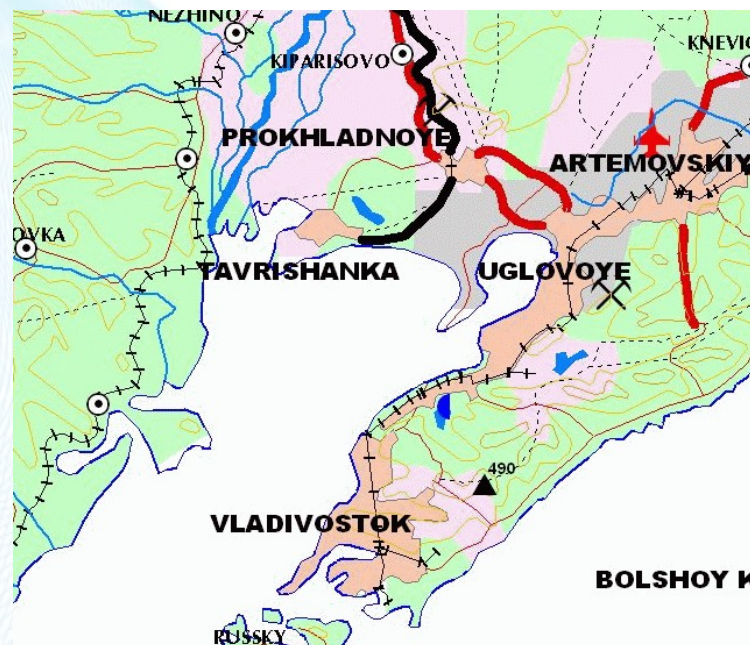 NEZHINO
KNEVIC
KIPARISOVO
PROKHLADNOYE
ARTEMOVSKIY
OVKA
TAVRISHANKA
UGLOVOYE
490
VLADIVOSTOK
BOLSHOY K
RUSSKY